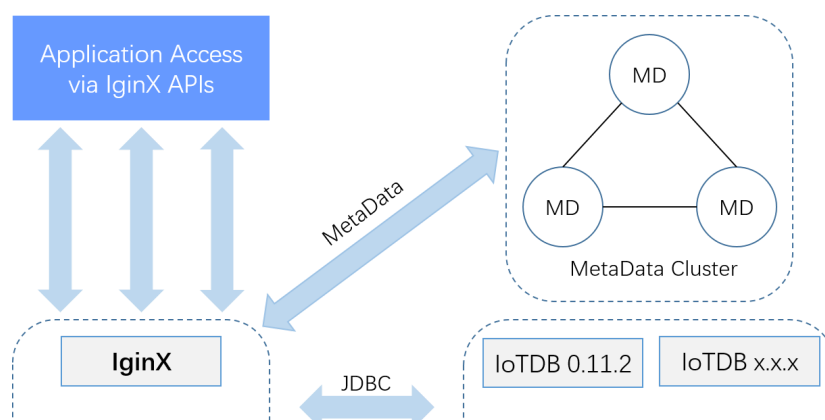 Application Access
via IginX APIs
MD
MetaData
MD
MD
MetaData Cluster
IginX
JDBC
IoTDB 0.11.2
IoTDB x.x.x